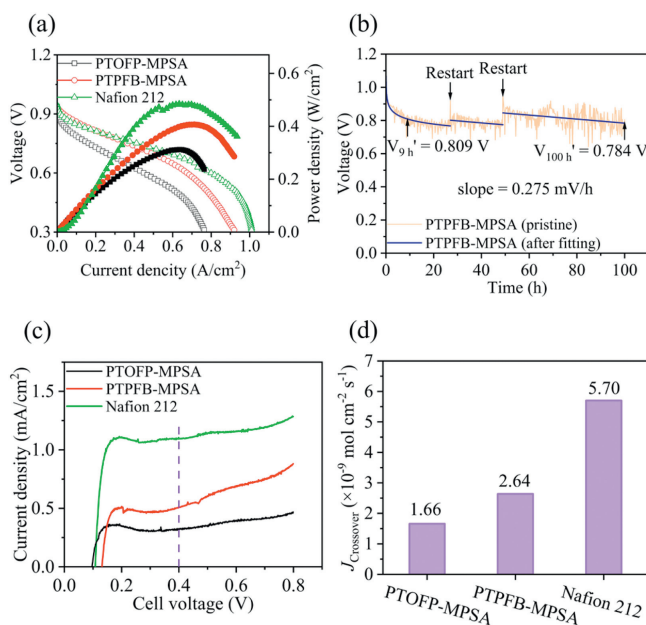 (a)
1.2
0.9
0.6
0.3
Voltage (V)
PTOFP-MPSA
PTPFB-MPSA
Nafion 212
0.6
0.4
0.2
0.0
Power density (W/cm²)
0.0 0.2 0.4 0.6 0.8 1.0
Current dencity (A/cm²)
(b)
1.2
1.0
0.8
0.6
0.4
0.2
0.0
Voltage (V)
Restart
Restart
V9 h' = 0.809 V
V100 h' = 0.784 V
slope = 0.275 mV/h
PTPFB-MPSA (pristine)
PTPFB-MPSA (after fitting)
0 20 40 60 80 100
Time (h)
(c)
1.5
1.0
0.5
0.0
Current density (mA/cm²)
PTOFP-MPSA
PTPFB-MPSA
Nafion 212
0.0 0.2 0.4 0.6 0.8
Cell voltage (V)
(d)
7
6
5
4
3
2
1
0
JCrossover (×10⁻⁹ mol cm⁻² s⁻¹)
1.66
2.64
5.70
PTOFP-MPSA
PTPFB-MPSA
Nafion 212